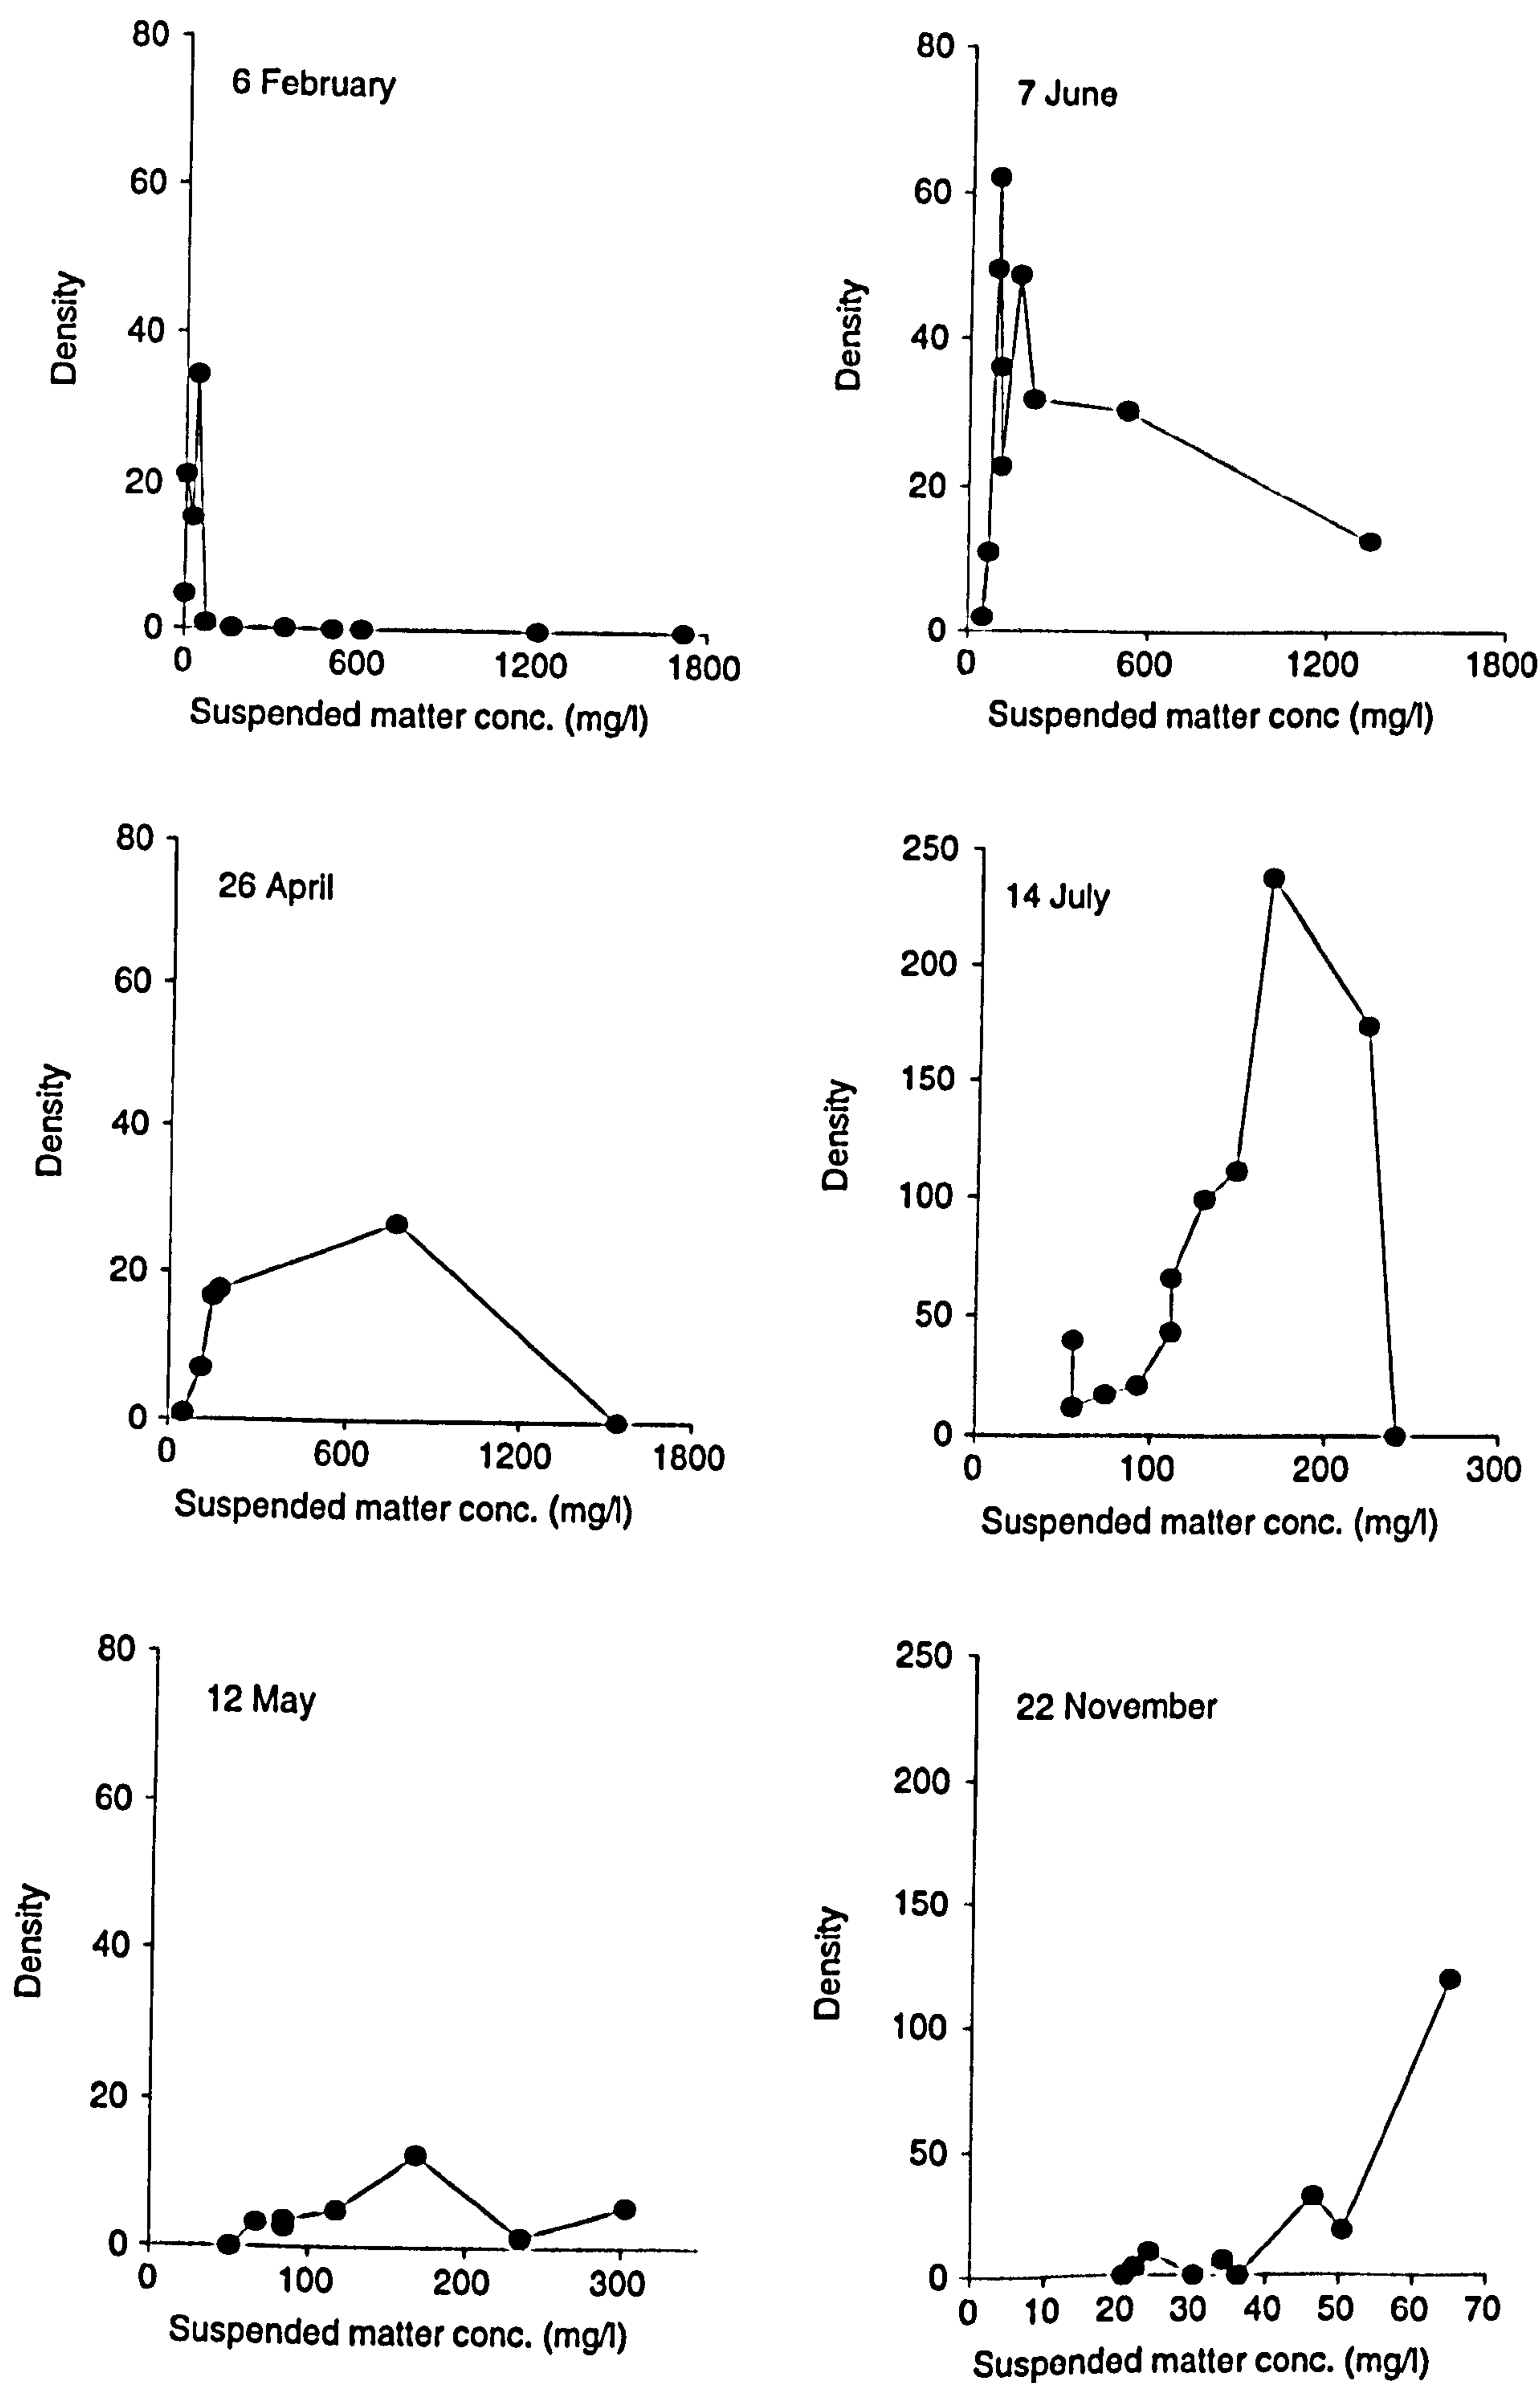 80
6 February
60
Density
40
20
0
0 600 1200 1800
Suspended matter conc. (mg/l)
80
7 June
60
Density
40
20
0
0 600 1200 1800
Suspended matter conc (mg/l)
80
26 April
60
Density
40
20
0
0 600 1200 1800
Suspended matter conc. (mg/l)
250
14 July
200
150
Density
100
50
0
0 100 200 300
Suspended matter conc. (mg/l)
80
12 May
60
Density
40
20
0
0 100 200 300
Suspended matter conc. (mg/l)
250
22 November
200
150
Density
100
50
0
0 10 20 30 40 50 60 70
Suspended matter conc. (mg/l)